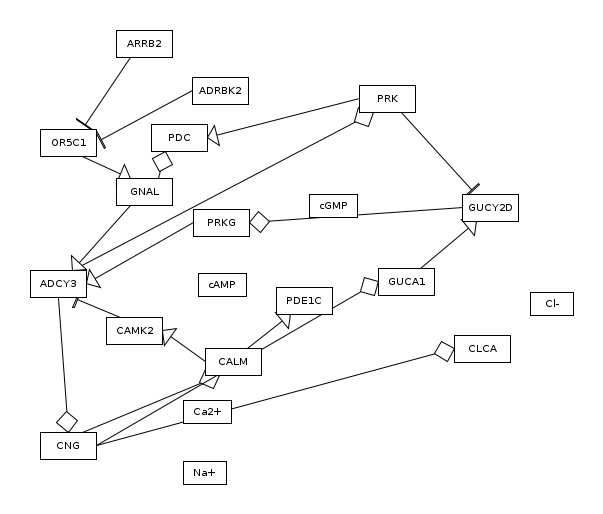 ARRB2
ADRBK2
PRK
OR5C1
PDC
GNAL
cGMP
GUCY2D
PRKG
ADCY3
cAMP
GUCA1
PDE1C
Cl-
CAMK2
CALM
CLCA
Ca2+
CNG
Na+